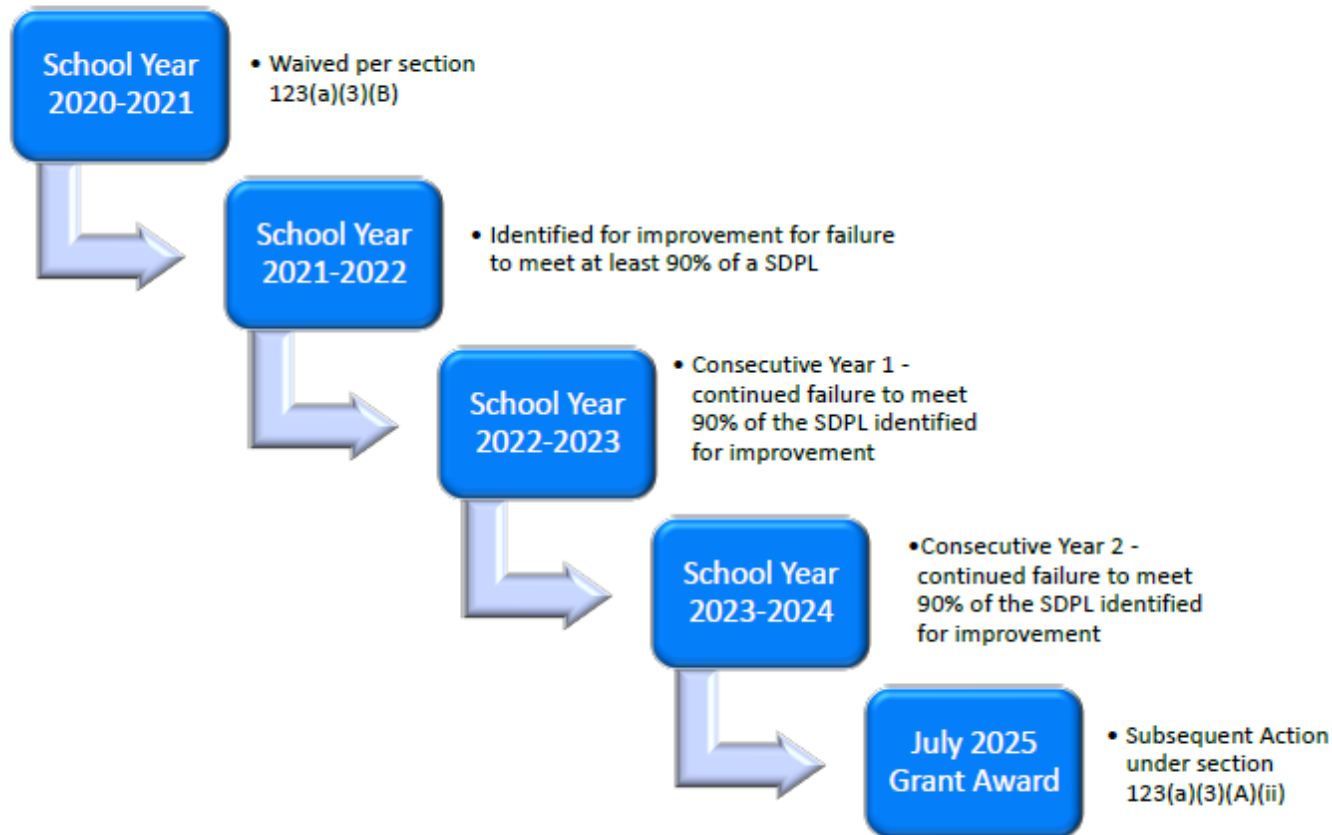 School Year
2020-2021
• Waived per section
123(a)(3)(B)
School Year
2021-2022
• Identified for improvement for failure
to meet at least 90% of a SDPL
School Year
2022-2023
• Consecutive Year 1 -
continued failure to meet
90% of the SDPL identified
for improvement
School Year
2023-2024
•Consecutive Year 2 -
continued failure to meet
90% of the SDPL identified
for improvement
July 2025
Grant Award
• Subsequent Action
under section
123(a)(3)(A)(ii)